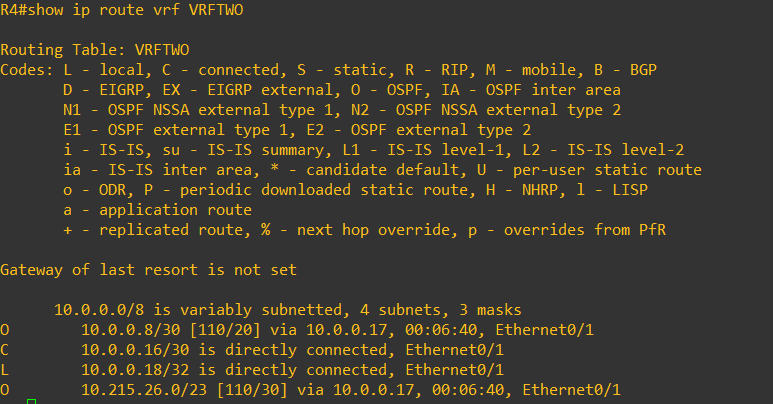 R4#show ip route vrf VRFTWO

Routing Table: VRFTWO
Codes: L - local, C - connected, S - static, R - RIP, M - mobile, B - BGP
       D - EIGRP, EX - EIGRP external, O - OSPF, IA - OSPF inter area
       N1 - OSPF NSSA external type 1, N2 - OSPF NSSA external type 2
       E1 - OSPF external type 1, E2 - OSPF external type 2
       i - IS-IS, su - IS-IS summary, L1 - IS-IS level-1, L2 - IS-IS level-2
       ia - IS-IS inter area, * - candidate default, U - per-user static route
       o - ODR, P - periodic downloaded static route, H - NHRP, l - LISP
       a - application route
       + - replicated route, % - next hop override, p - overrides from PfR

Gateway of last resort is not set

      10.0.0.0/8 is variably subnetted, 4 subnets, 3 masks
O        10.0.0.8/30 [110/20] via 10.0.0.17, 00:06:40, Ethernet0/1
C        10.0.0.16/30 is directly connected, Ethernet0/1
L        10.0.0.18/32 is directly connected, Ethernet0/1
O        10.215.26.0/23 [110/30] via 10.0.0.17, 00:06:40, Ethernet0/1